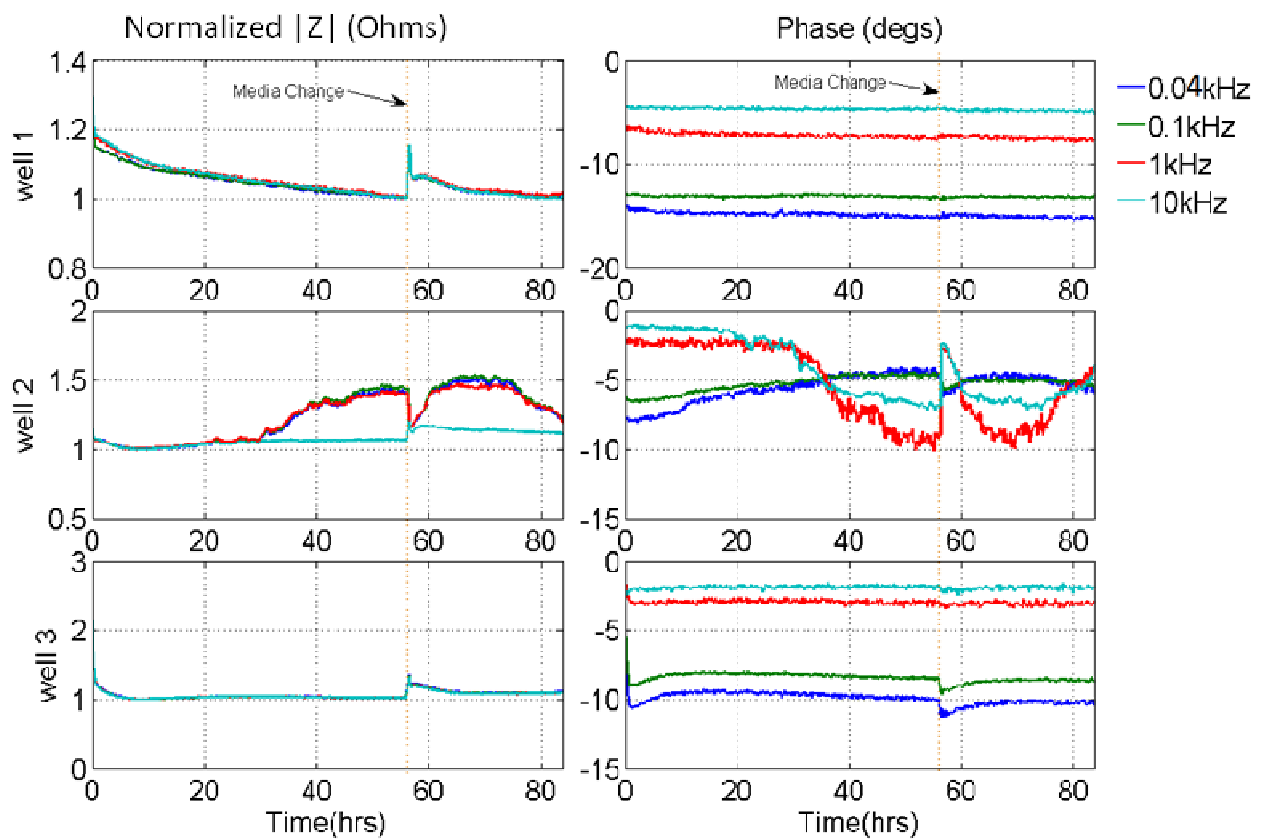 Normalized |Z| (Ohms)
Phase (degs)
1.4
1.2
1
0.8
well 1
Media Change
0 20 40 60 80
0
-10
-20
Media Change
0 20 40 60 80
0.04kHz
0.1kHz
1kHz
10kHz
2
1.5
1
0.5
well 2
0 20 40 60 80
0
-5
-10
-15
0 20 40 60 80
3
2
1
0
well 3
0 20 40 60 80
Time(hrs)
0
-5
-10
-15
0 20 40 60 80
Time(hrs)